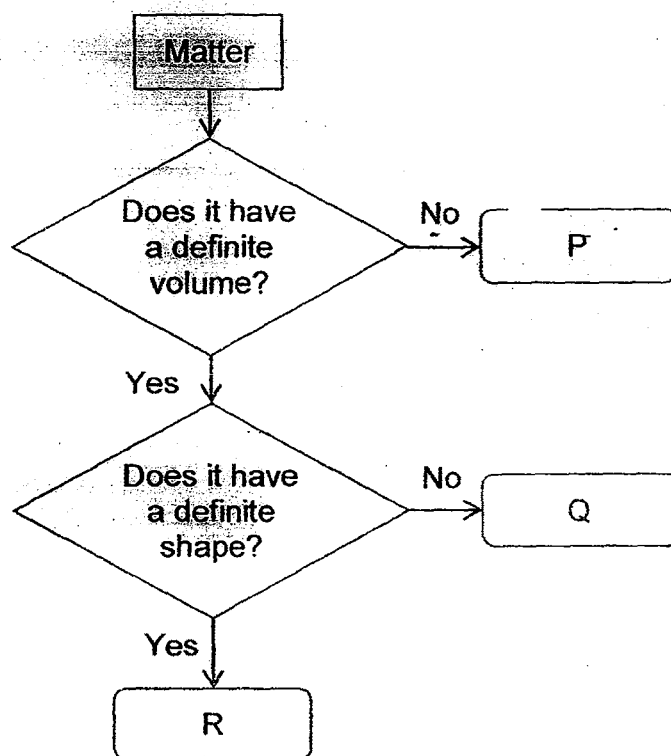 Matter
Does it have
a definite
volume?
No
P
Yes
Does it have
a definite
shape?
No
Q
Yes
R